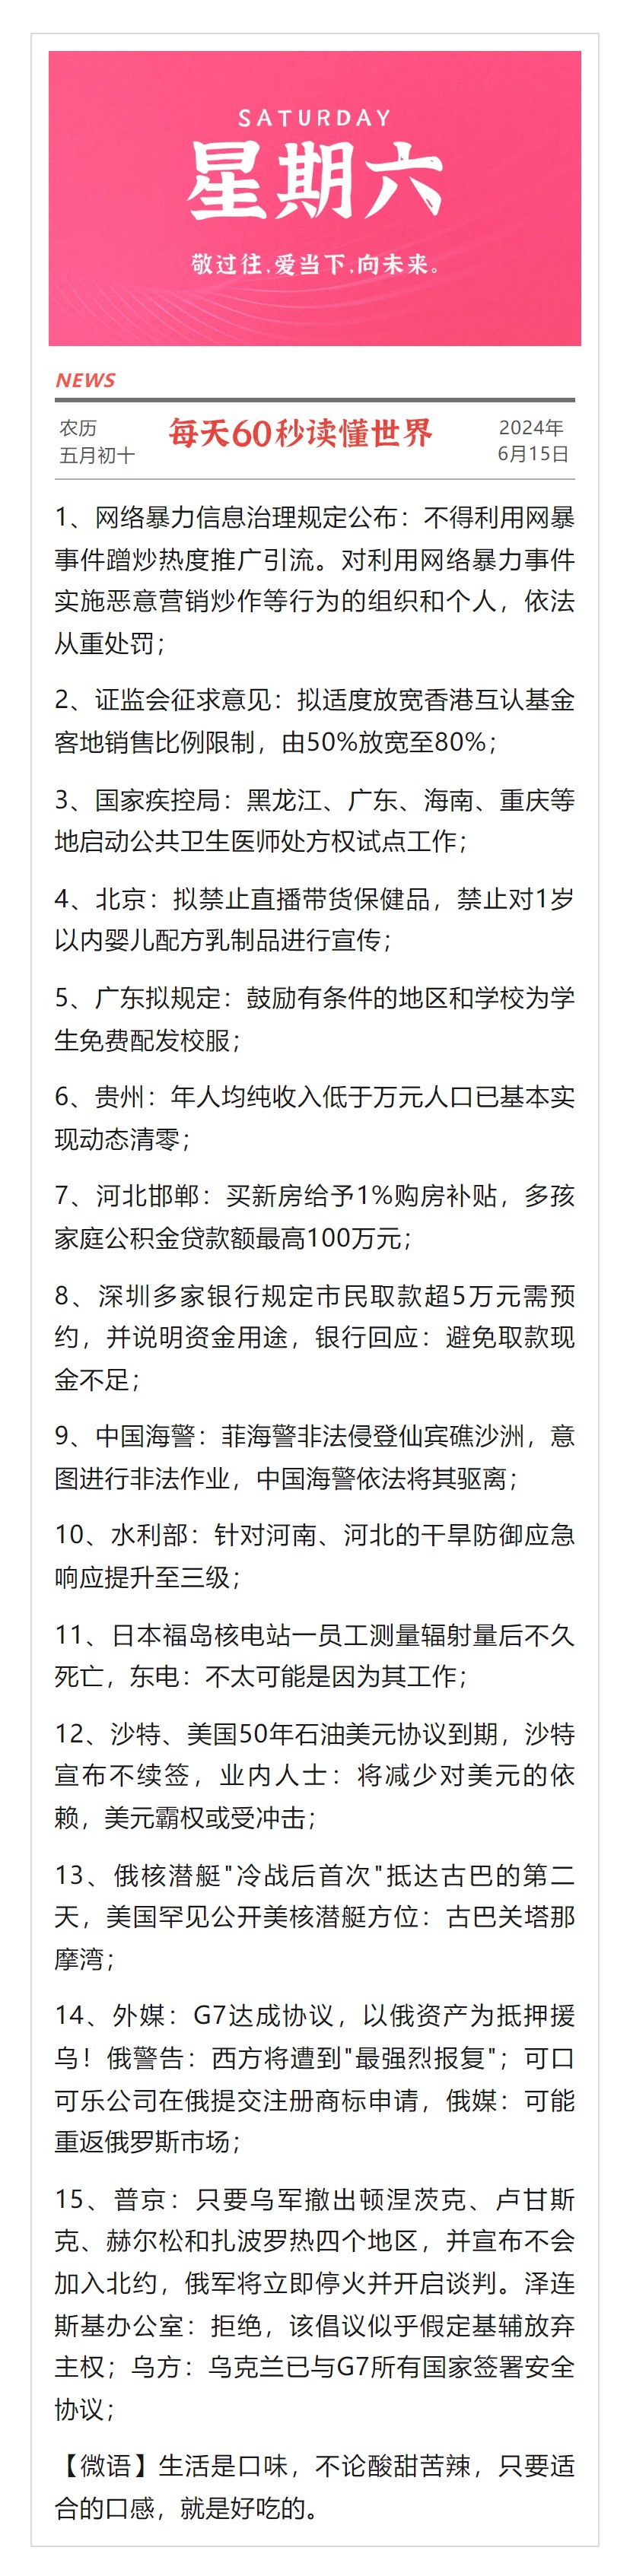 SATURDAY
星期六
敬过往,爱当下,向未来。
NEWS
农历
五月初十
每天60秒读懂世界
2024年
6月15日
1、网络暴力信息治理规定公布：不得利用网暴
事件蹭炒热度推广引流。对利用网络暴力事件
实施恶意营销炒作等行为的组织和个人，依法
从重处罚；
2、证监会征求意见：拟适度放宽香港互认基金
客地销售比例限制，由50%放宽至80%；
3、国家疾控局：黑龙江、广东、海南、重庆等
地启动公共卫生医师处方权试点工作；
4、北京：拟禁止直播带货保健品，禁止对1岁
以内婴儿配方乳制品进行宣传；
5、广东拟规定：鼓励有条件的地区和学校为学
生免费配发校服；
6、贵州：年人均纯收入低于万元人口已基本实
现动态清零；
7、河北邯郸：买新房给予1%购房补贴，多孩
家庭公积金贷款额最高100万元；
8、深圳多家银行规定市民取款超5万元需预
约，并说明资金用途，银行回应：避免取款现
金不足；
9、中国海警：菲海警非法侵登仙宾礁沙洲，意
图进行非法作业，中国海警依法将其驱离；
10、水利部：针对河南、河北的干旱防御应急
响应提升至三级；
11、日本福岛核电站一员工测量辐射量后不久
死亡，东电：不太可能是因为其工作；
12、沙特、美国50年石油美元协议到期，沙特
宣布不续签，业内人士：将减少对美元的依
赖，美元霸权或受冲击；
13、俄核潜艇"冷战后首次"抵达古巴的第二
天，美国罕见公开美核潜艇方位：古巴关塔那
摩湾；
14、外媒：G7达成协议，以俄资产为抵押援
乌！俄警告：西方将遭到"最强烈报复"；可口
可乐公司在俄提交注册商标申请，俄媒：可能
重返俄罗斯市场；
15、普京：只要乌军撤出顿涅茨克、卢甘斯
克、赫尔松和扎波罗热四个地区，并宣布不会
加入北约，俄军将立即停火并开启谈判。泽连
斯基办公室：拒绝，该倡议似乎假定基辅放弃
主权；乌方：乌克兰已与G7所有国家签署安全
协议；
【微语】生活是口味，不论酸甜苦辣，只要适
合的口感，就是好吃的。